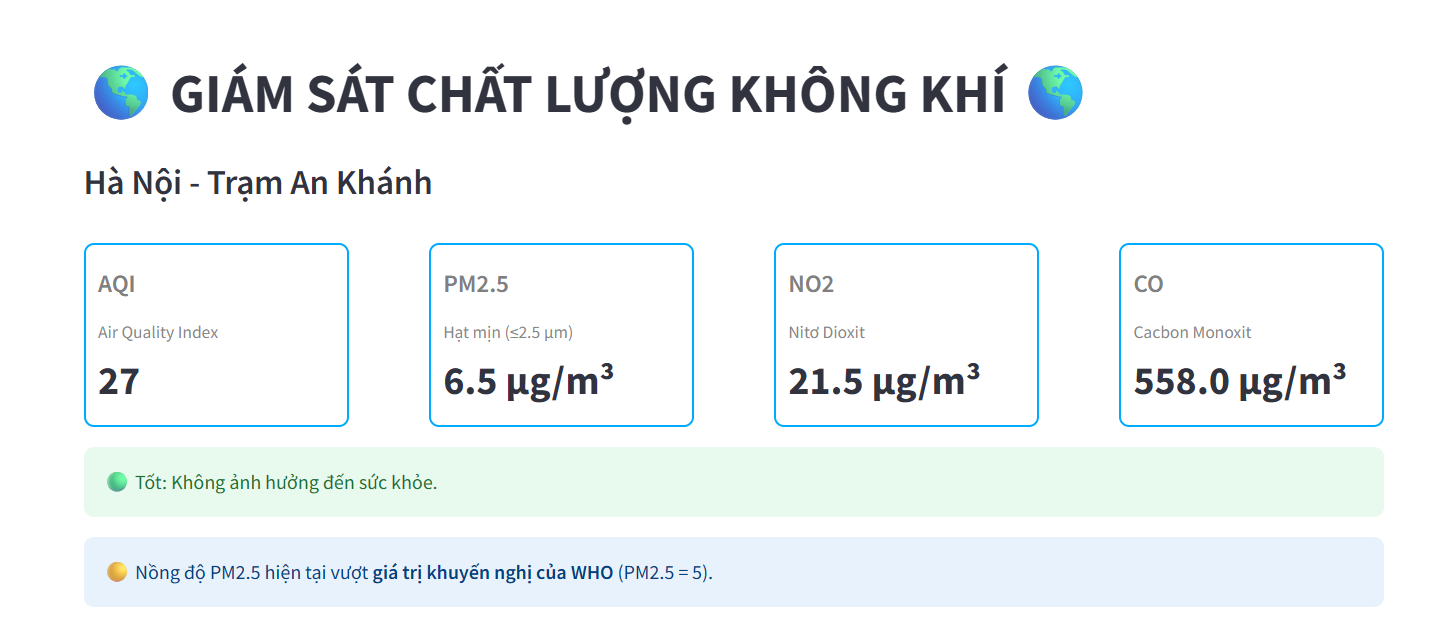 GIÁM SÁT CHẤT LƯỢNG KHÔNG KHÍ
Hà Nội - Trạm An Khánh
AQI
Air Quality Index
27
PM2.5
Hạt mịn (≤2.5 µm)
6.5 µg/m³
NO2
Nitơ Dioxit
21.5 µg/m³
CO
Cacbon Monoxit
558.0 µg/m³
Tốt: Không ảnh hưởng đến sức khỏe.
Nồng độ PM2.5 hiện tại vượt giá trị khuyến nghị của WHO (PM2.5 = 5).